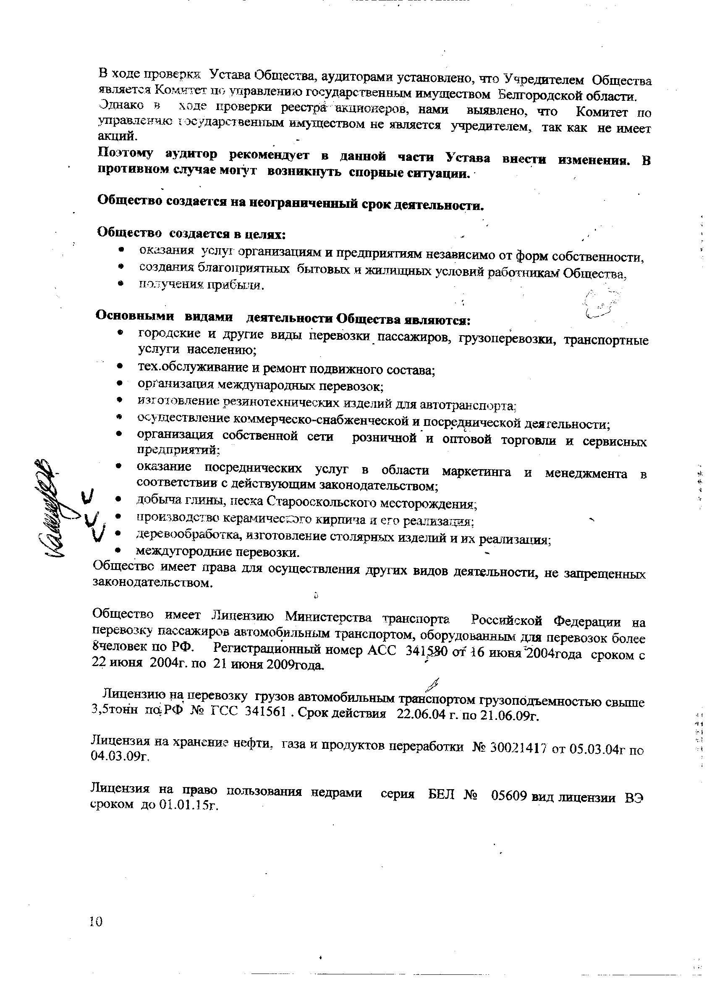 В ходе проверки Устава Общества, аудиторами установлено, что Учредителем Общества
является Комитет по управлению государственным имуществом Белгородской области.
Однако в ходе проверки реестра акционеров, нами выявлено, что Комитет по
управлению государственным имуществом не является учредителем, так как не имеет
акций.
Поэтому аудитор рекомендует в данной части Устава внести изменения. В
противном случае могут возникнуть спорные ситуации.
Общество создается на неограниченный срок деятельности.
Общество создается в целях:
• оказания услуг организациям и предприятиям независимо от форм собственности,
• создания благоприятных бытовых и жилищных условий работникам Общества,
• получения прибыли.
Основными видами деятельности Общества являются:
• городские и другие виды перевозки пассажиров, грузоперевозки, транспортные
услуги населению;
• тех.обслуживание и ремонт подвижного состава;
• организация международных перевозок;
• изготовление резинотехнических изделий для автотранспорта;
• осуществление коммерческо-снабженческой и посреднической деятельности;
• организация собственной сети розничной и оптовой торговли и сервисных
предприятий;
• оказание посреднических услуг в области маркетинга и менеджмента в
соответствии с действующим законодательством;
• добыча глины, песка Старооскольского месторождения;
• производство керамического кирпича и его реализация;
• деревообработка, изготовление столярных изделий и их реализация;
• междугородние перевозки.
Общество имеет права для осуществления других видов деятельности, не запрещенных
законодательством.
Общество имеет Лицензию Министерства транспорта Российской Федерации на
перевозку пассажиров автомобильным транспортом, оборудованным для перевозок более
8человек по РФ. Регистрационный номер АСС 341580 от 16 июня 2004года сроком с
22 июня 2004г. по 21 июня 2009года.
Лицензию на перевозку грузов автомобильным транспортом грузоподъемностью свыше
3,5тонн по РФ № ГСС 341561 . Срок действия 22.06.04 г. по 21.06.09г.
Лицензия на хранение нефти, газа и продуктов переработки № 30021417 от 05.03.04г по
04.03.09г.
Лицензия на право пользования недрами серия БЕЛ № 05609 вид лицензии ВЭ
сроком до 01.01.15г.
10